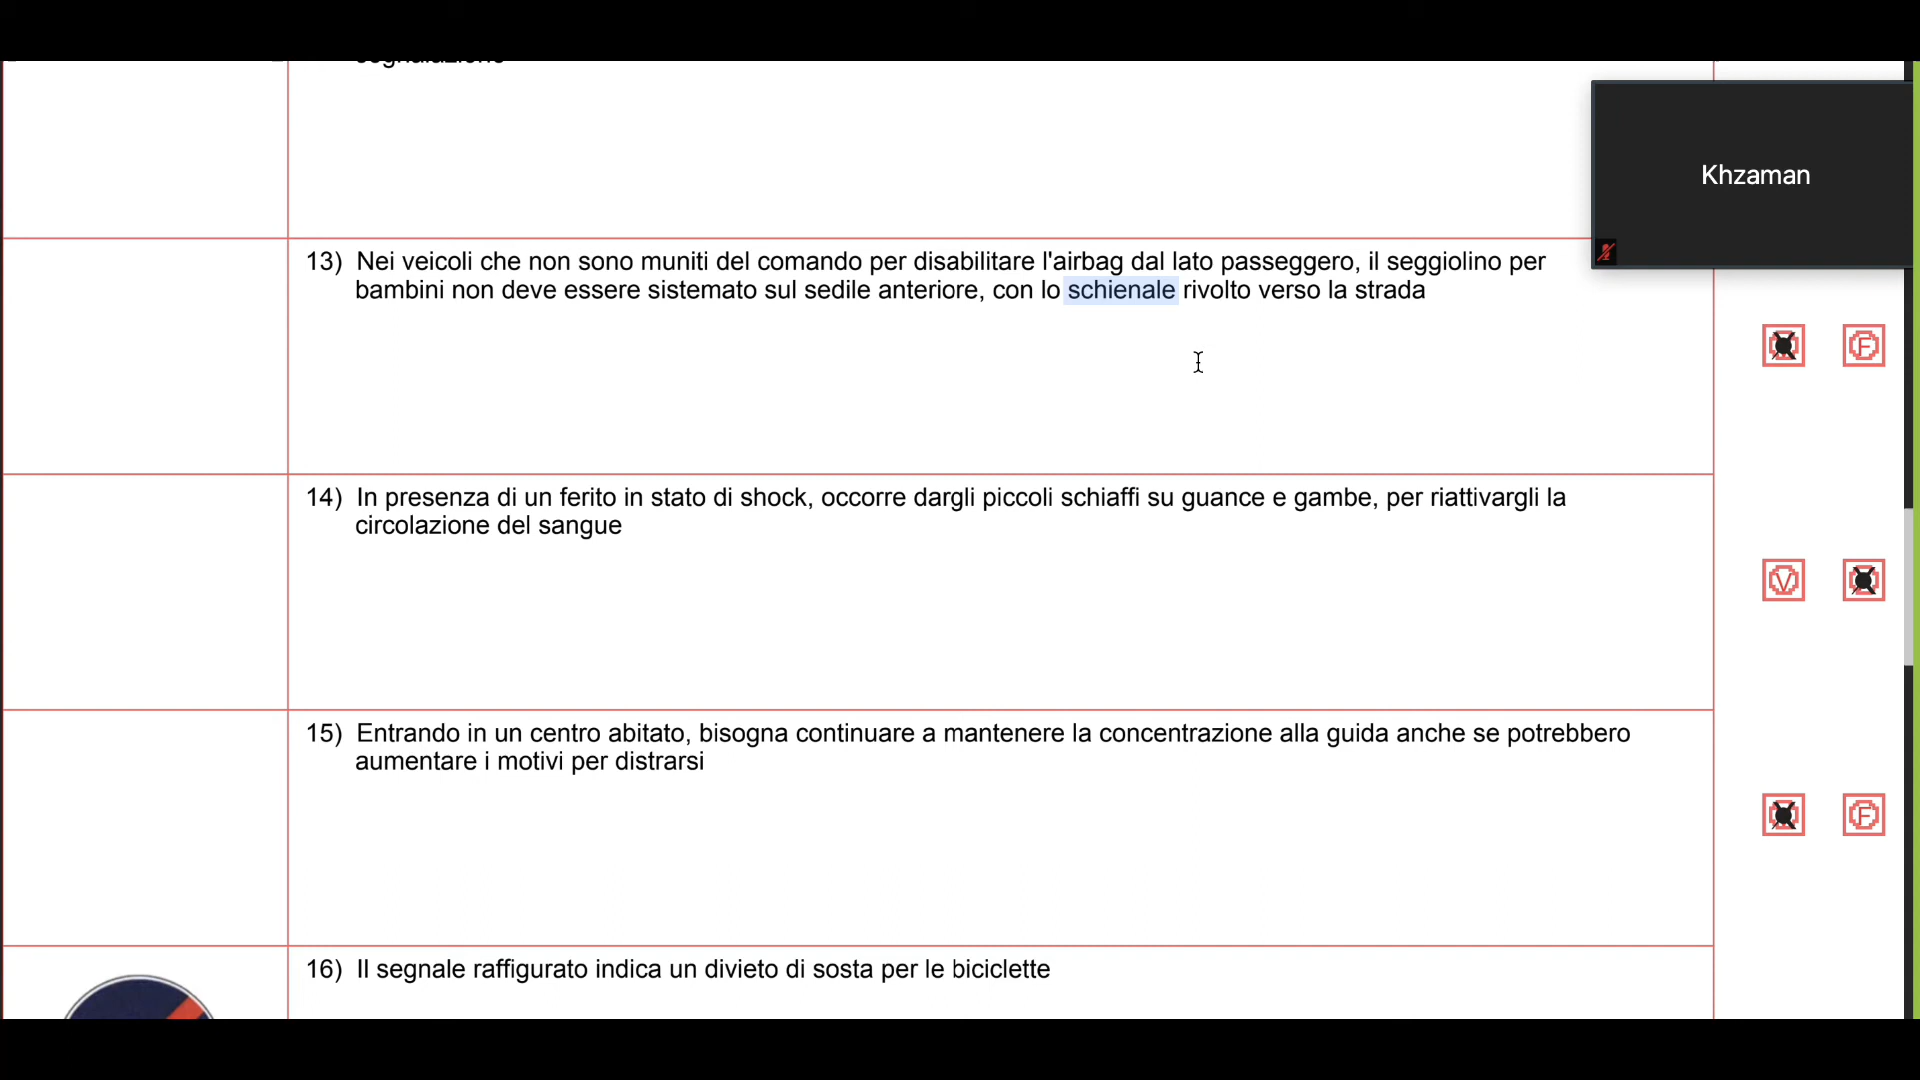 segnalazione
Khzaman
13) Nei veicoli che non sono muniti del comando per disabilitare l'airbag dal lato passeggero, il seggiolino per
bambini non deve essere sistemato sul sedile anteriore, con lo schienale rivolto verso la strada
F
14) In presenza di un ferito in stato di shock, occorre dargli piccoli schiaffi su guance e gambe, per riattivargli la
circolazione del sangue
V
15) Entrando in un centro abitato, bisogna continuare a mantenere la concentrazione alla guida anche se potrebbero
aumentare i motivi per distrarsi
F
16) Il segnale raffigurato indica un divieto di sosta per le biciclette